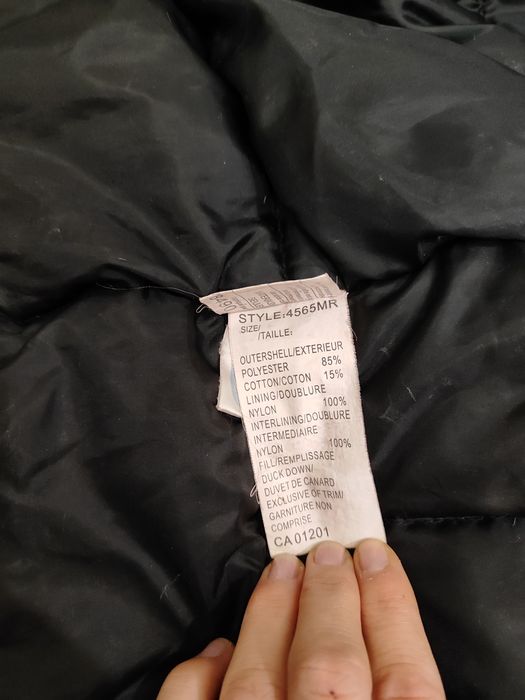 STYLE:4565MR
SIZE/
/TAILLE:
OUTERSHELL/EXTERIEUR
POLYESTER 85%
COTTON/COTON 15%
LINING/DOUBLURE
NYLON 100%
INTERLINING/DOUBLURE
INTERMEDIAIRE
NYLON 100%
FILL/REMPLISSAGE
DUCK DOWN/
DUVET DE CANARD
EXCLUSIVE OF TRIM/
GARNITURE NON
COMPRISE
CA 01201